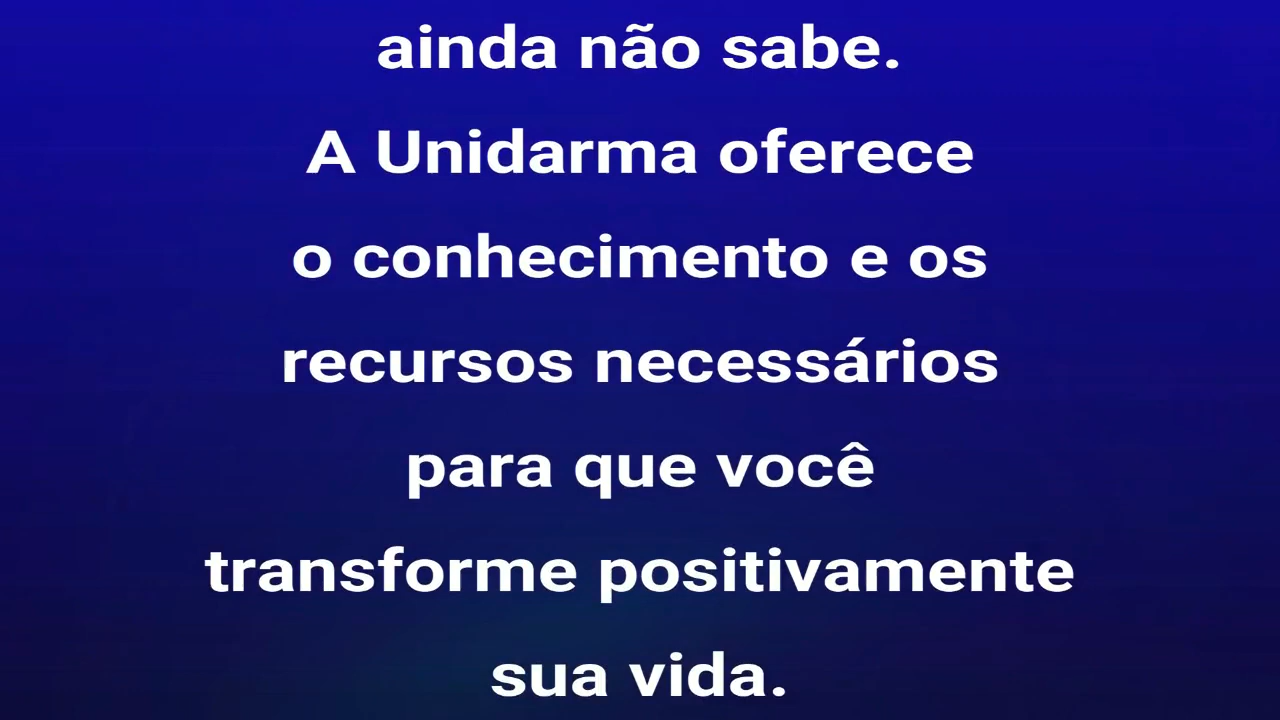 ainda não sabe.
A Unidarma oferece
o conhecimento e os
recursos necessários
para que você
transforme positivamente
sua vida.